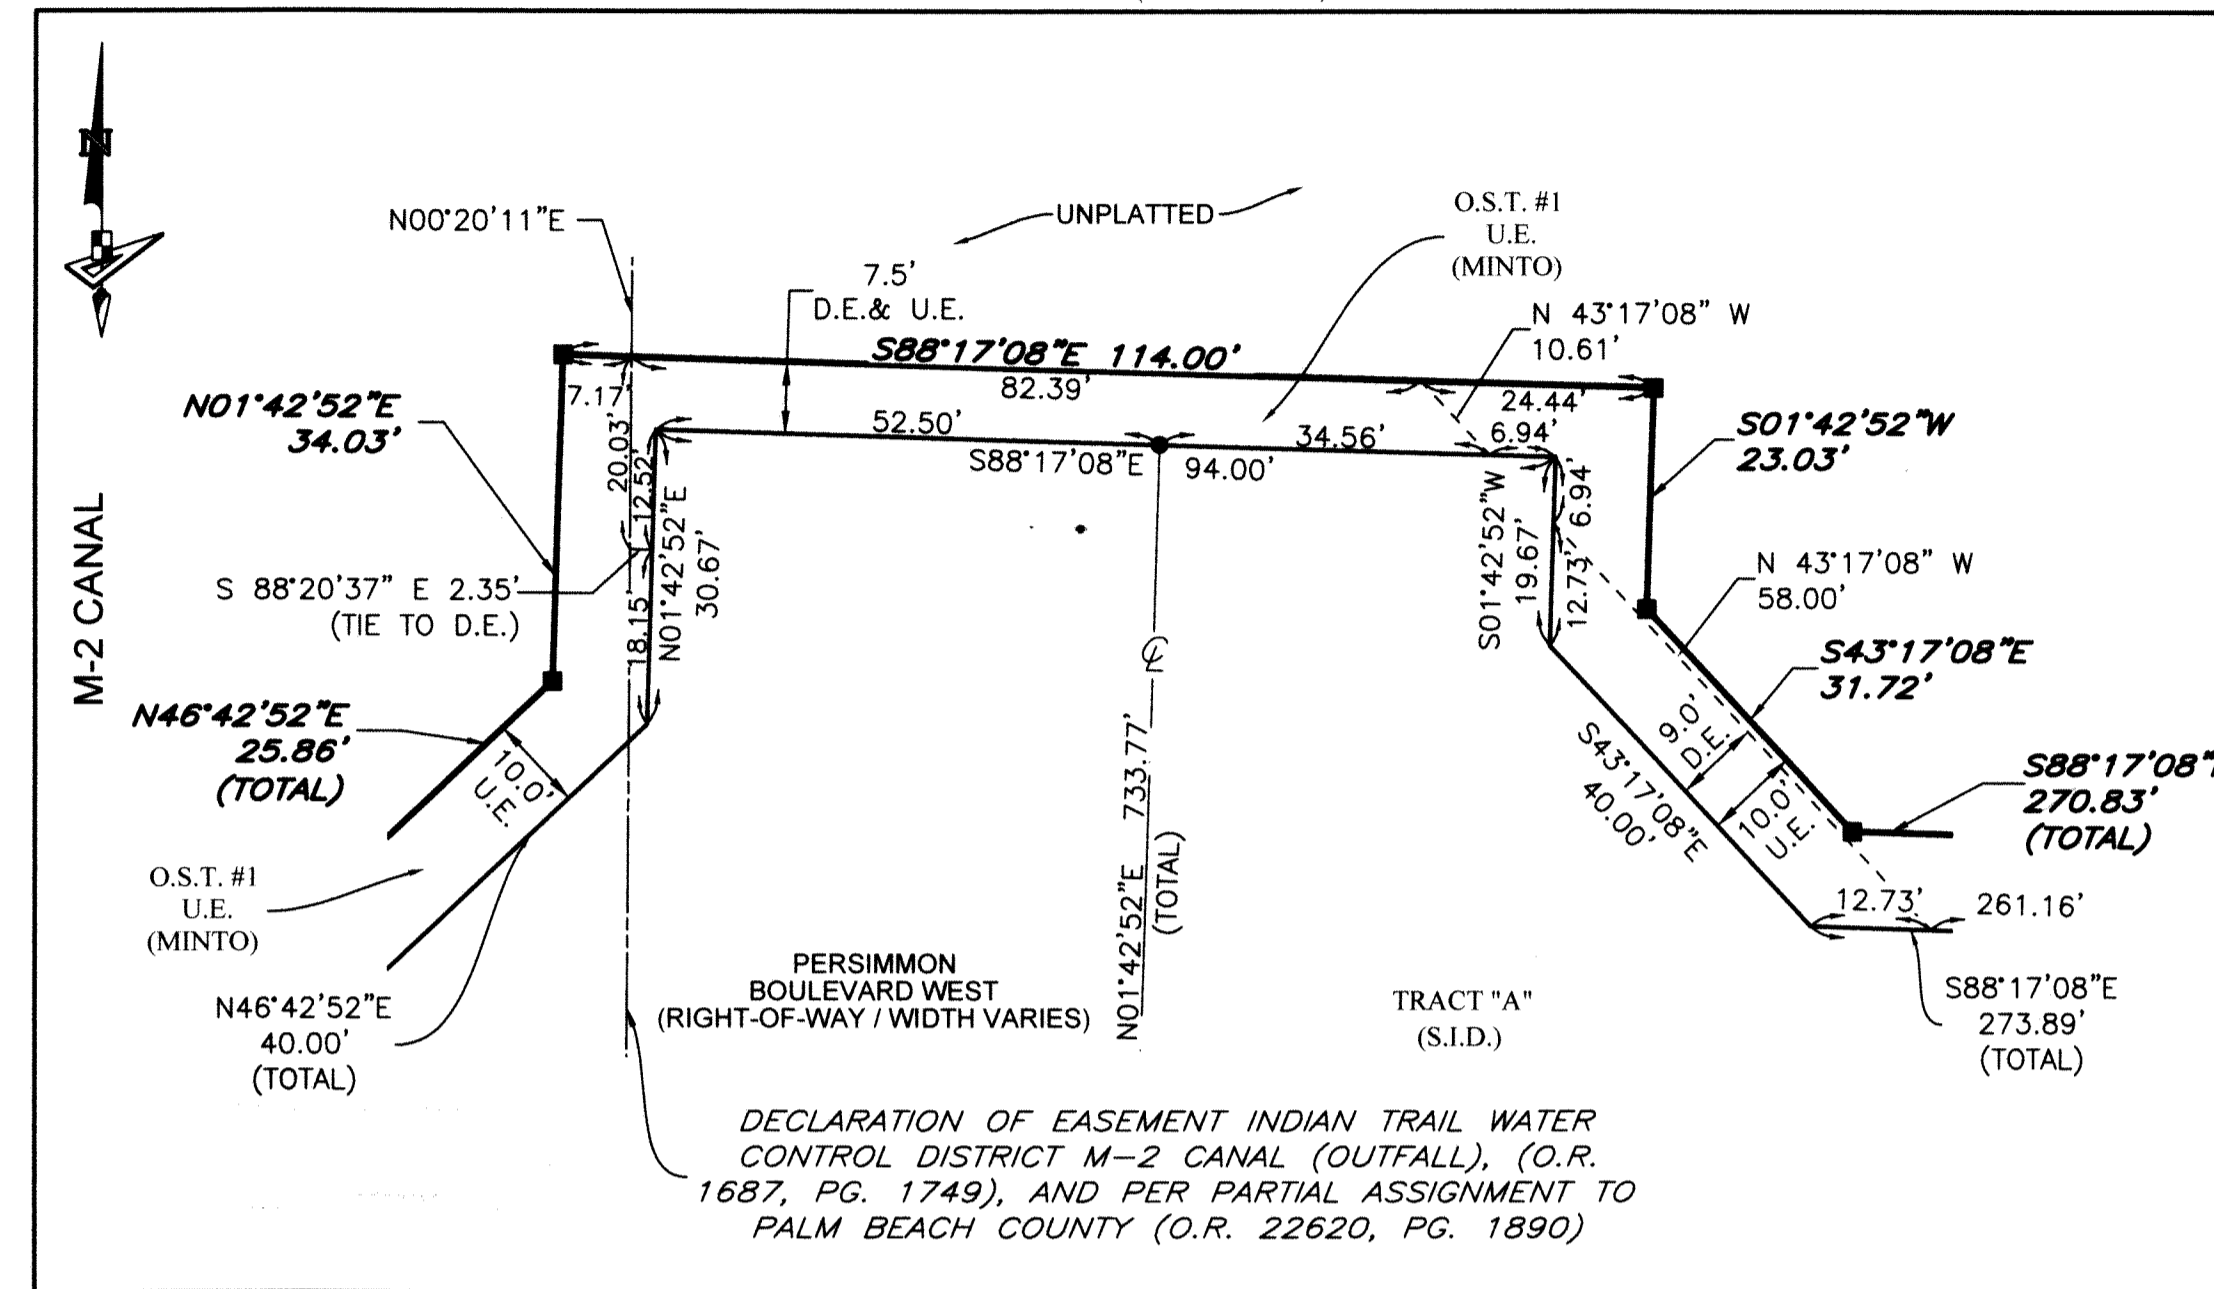 N
N00°20'11"E
UNPLATTED
O.S.T. #1
U.E.
(MINTO)
7.5'
D.E.& U.E.
N 43°17'08" W
10.61'
S88°17'08"E 114.00'
82.39'
7.17'
24.44'
N01°42'52"E
34.03'
20.03'
12.52'
52.50'
34.56'
6.94'
S88°17'08"E
94.00'
S01°42'52"W
23.03'
6.94'
S01°42'52"W
19.67'
12.73'
N01°42'52"E
30.67'
18.15'
S 88°20'37" E 2.35'
(TIE TO D.E.)
M-2 CANAL
N 43°17'08" W
58.00'
S43°17'08"E
31.72'
N46°42'52"E
25.86'
(TOTAL)
10.0'
U.E.
℄
9.0'
D.E.
10.0'
U.E.
S43°17'08"E
40.00'
S88°17'08"
270.83'
(TOTAL)
N01°42'52"E 733.77'
(TOTAL)
12.73'
261.16'
O.S.T. #1
U.E.
(MINTO)
N46°42'52"E
40.00'
(TOTAL)
PERSIMMON
BOULEVARD WEST
(RIGHT-OF-WAY / WIDTH VARIES)
TRACT "A"
(S.I.D.)
S88°17'08"E
273.89'
(TOTAL)
DECLARATION OF EASEMENT INDIAN TRAIL WATER
CONTROL DISTRICT M-2 CANAL (OUTFALL), (O.R.
1687, PG. 1749), AND PER PARTIAL ASSIGNMENT TO
PALM BEACH COUNTY (O.R. 22620, PG. 1890)